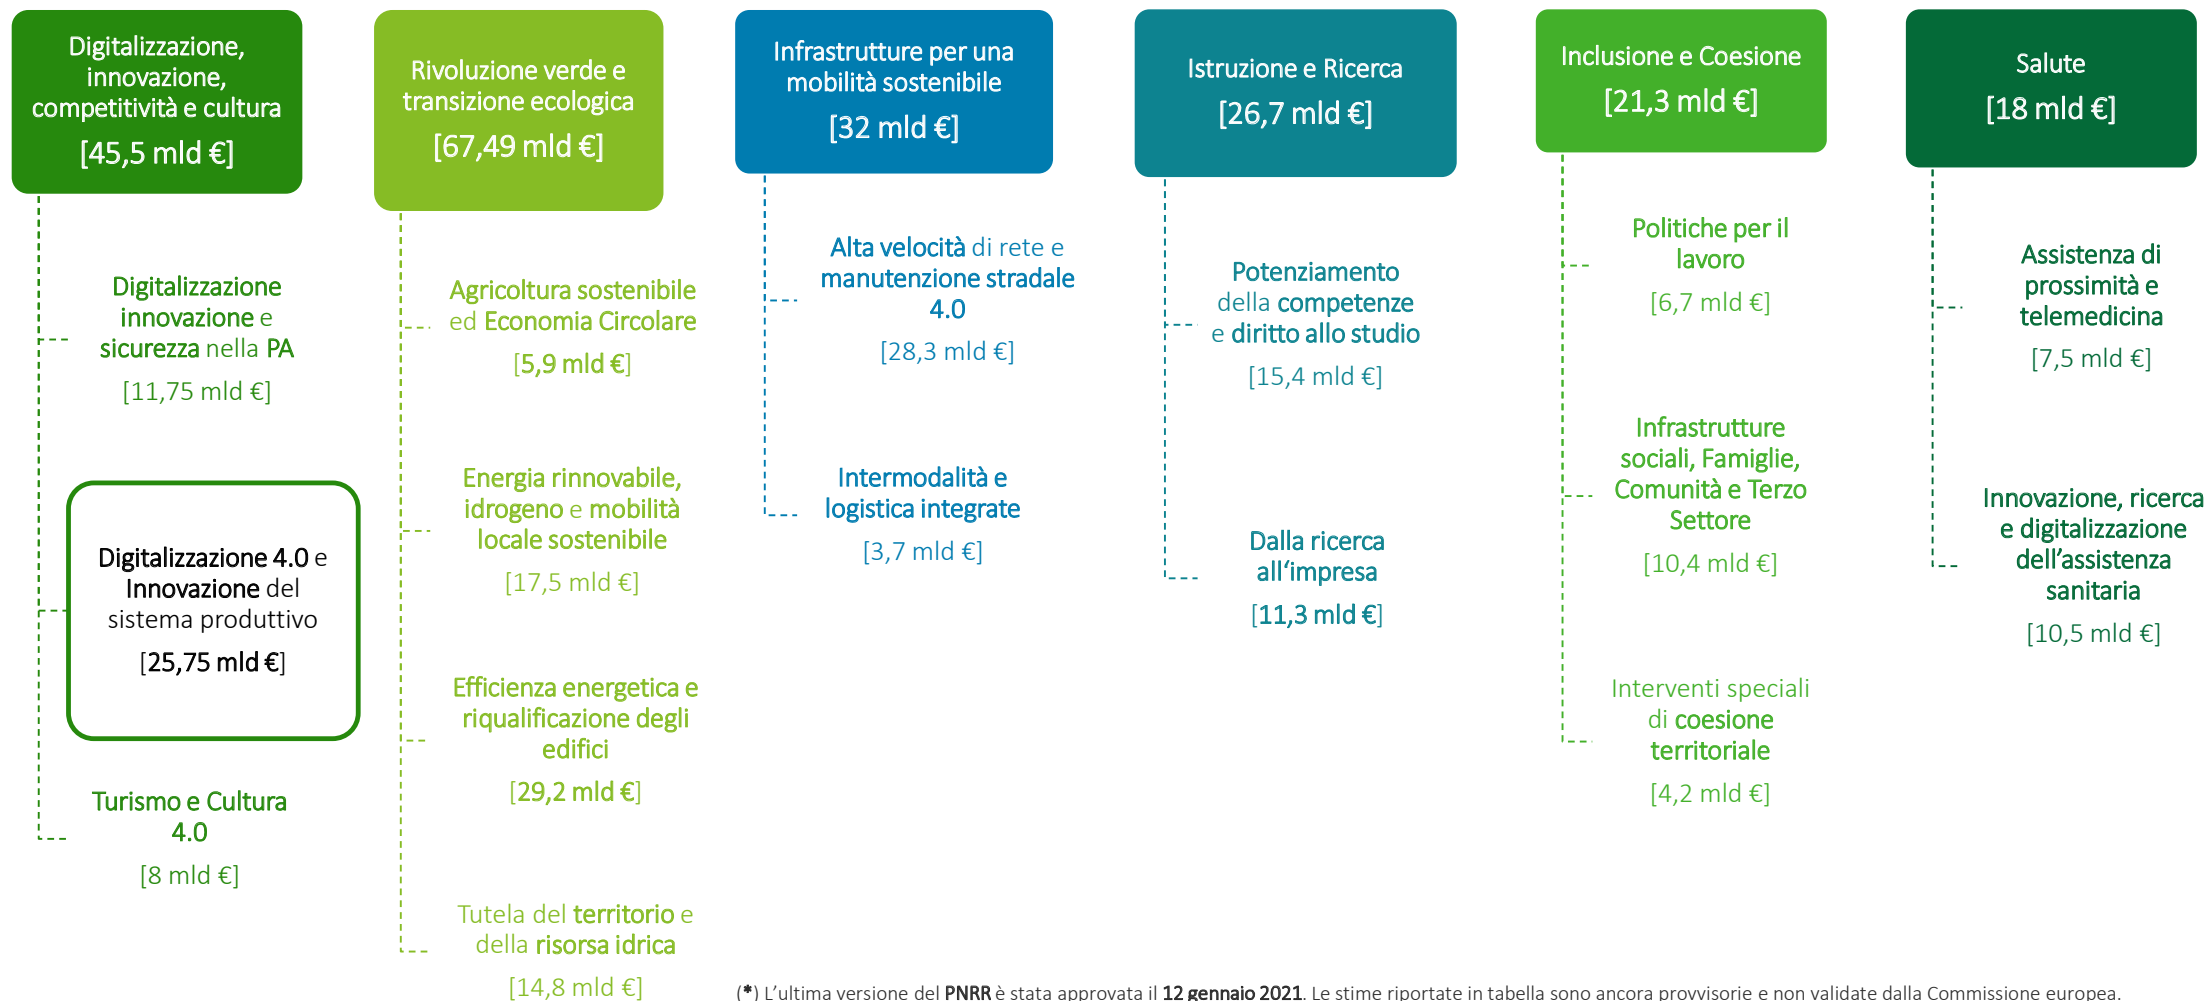 Digitalizzazione,
innovazione,
competitività e cultura
[45,5 mld €]
Digitalizzazione
innovazione e
sicurezza nella PA
[11,75 mld €]
Digitalizzazione 4.0 e
Innovazione del
sistema produttivo
[25,75 mld €]
Turismo e Cultura
4.0
[8 mld €]
Rivoluzione verde e
transizione ecologica
[67,49 mld €]
Agricoltura sostenibile
ed Economia Circolare
[5,9 mld €]
Energia rinnovabile,
idrogeno e mobilità
locale sostenibile
[17,5 mld €]
Efficienza energetica e
riqualificazione degli
edifici
[29,2 mld €]
Tutela del territorio e
della risorsa idrica
[14,8 mld €]
Infrastrutture per una
mobilità sostenibile
[32 mld €]
Alta velocità di rete e
manutenzione stradale
4.0
[28,3 mld €]
Intermodalità e
logistica integrate
[3,7 mld €]
Istruzione e Ricerca
[26,7 mld €]
Potenziamento
della competenze
e diritto allo studio
[15,4 mld €]
Dalla ricerca
all‘impresa
[11,3 mld €]
Inclusione e Coesione
[21,3 mld €]
Politiche per il
lavoro
[6,7 mld €]
Infrastrutture
sociali, Famiglie,
Comunità e Terzo
Settore
[10,4 mld €]
Interventi speciali
di coesione
territoriale
[4,2 mld €]
Salute
[18 mld €]
Assistenza di
prossimità e
telemedicina
[7,5 mld €]
Innovazione, ricerca
e digitalizzazione
dell’assistenza
sanitaria
[10,5 mld €]
(*) L’ultima versione del PNRR è stata approvata il 12 gennaio 2021. Le stime riportate in tabella sono ancora provvisorie e non validate dalla Commissione europea.